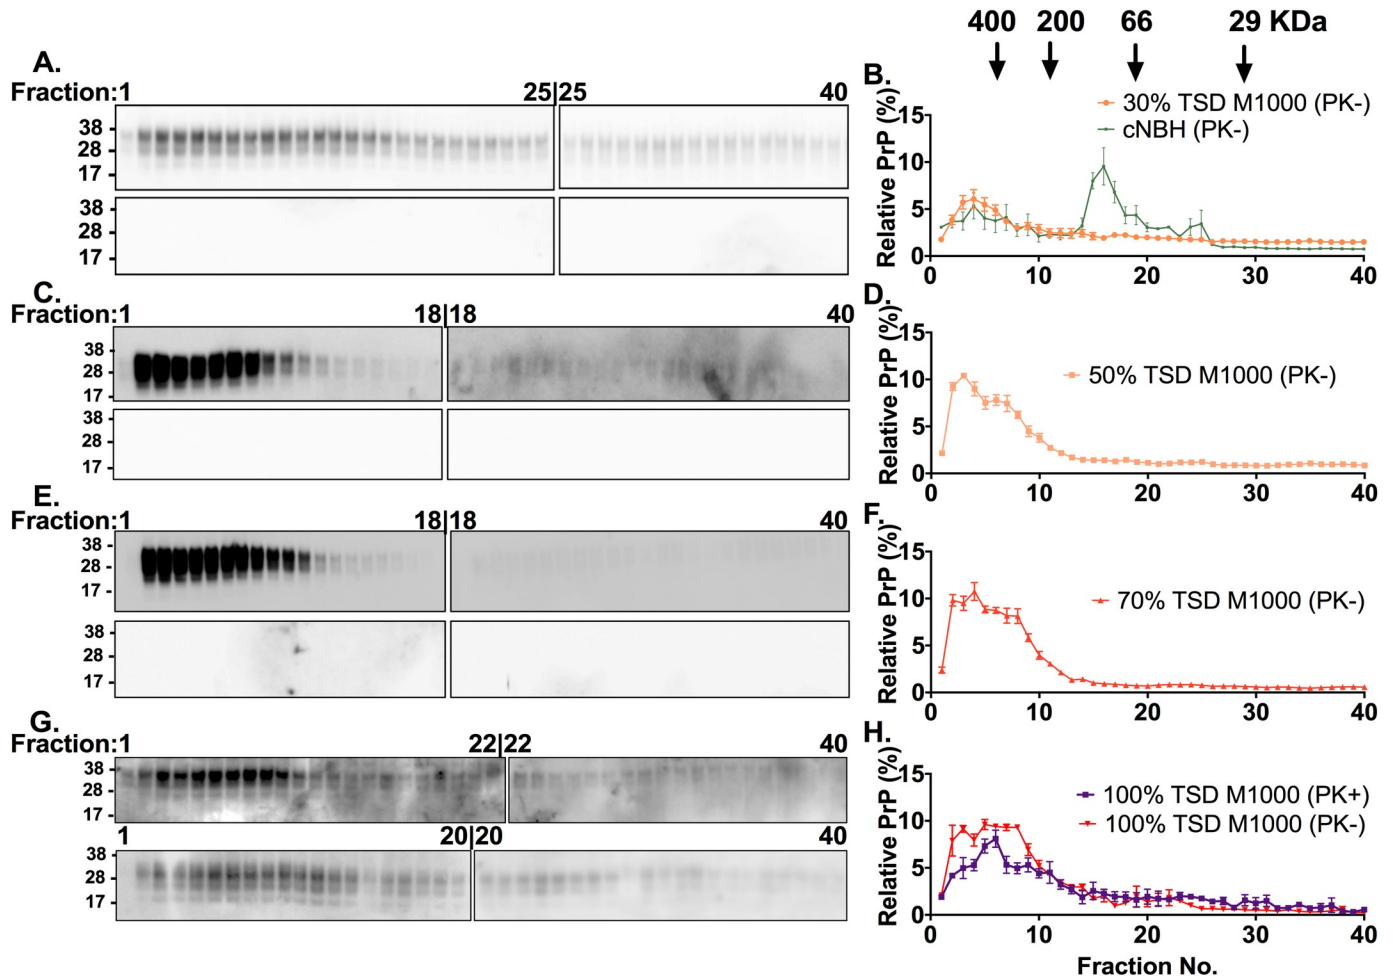 400 200 66 29 KDa
A.
Fraction:1 25 25 40
38
28
17
38
28
17
B.
Relative PrP (%)
15
10
5
0
0 10 20 30 40
30% TSD M1000 (PK-)
cNBH (PK-)
C.
Fraction:1 18 18 40
38
28
17
38
28
17
D.
Relative PrP (%)
15
10
5
0
0 10 20 30 40
50% TSD M1000 (PK-)
E.
Fraction:1 18 18 40
38
28
17
38
28
17
F.
Relative PrP (%)
15
10
5
0
0 10 20 30 40
70% TSD M1000 (PK-)
G.
Fraction:1 22 22 40
38
28
17
1 20 20 40
38
28
17
H.
Relative PrP (%)
15
10
5
0
0 10 20 30 40
100% TSD M1000 (PK+)
100% TSD M1000 (PK-)
Fraction No.